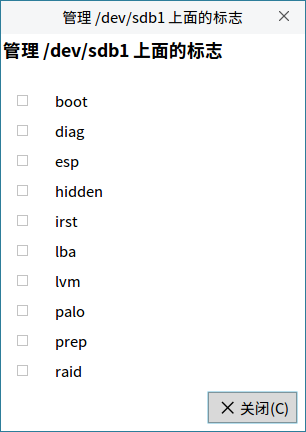 管理 /dev/sdb1 上面的标志
管理 /dev/sdb1 上面的标志
boot
diag
esp
hidden
irst
lba
lvm
palo
prep
raid
关闭(C)